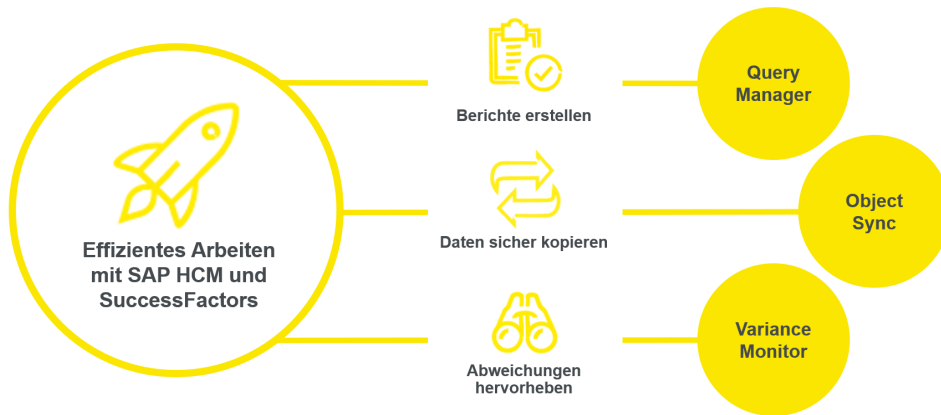 Effizientes Arbeiten
mit SAP HCM und
SuccessFactors
Berichte erstellen
Query
Manager
Daten sicher kopieren
Object
Sync
Abweichungen
hervorheben
Variance
Monitor